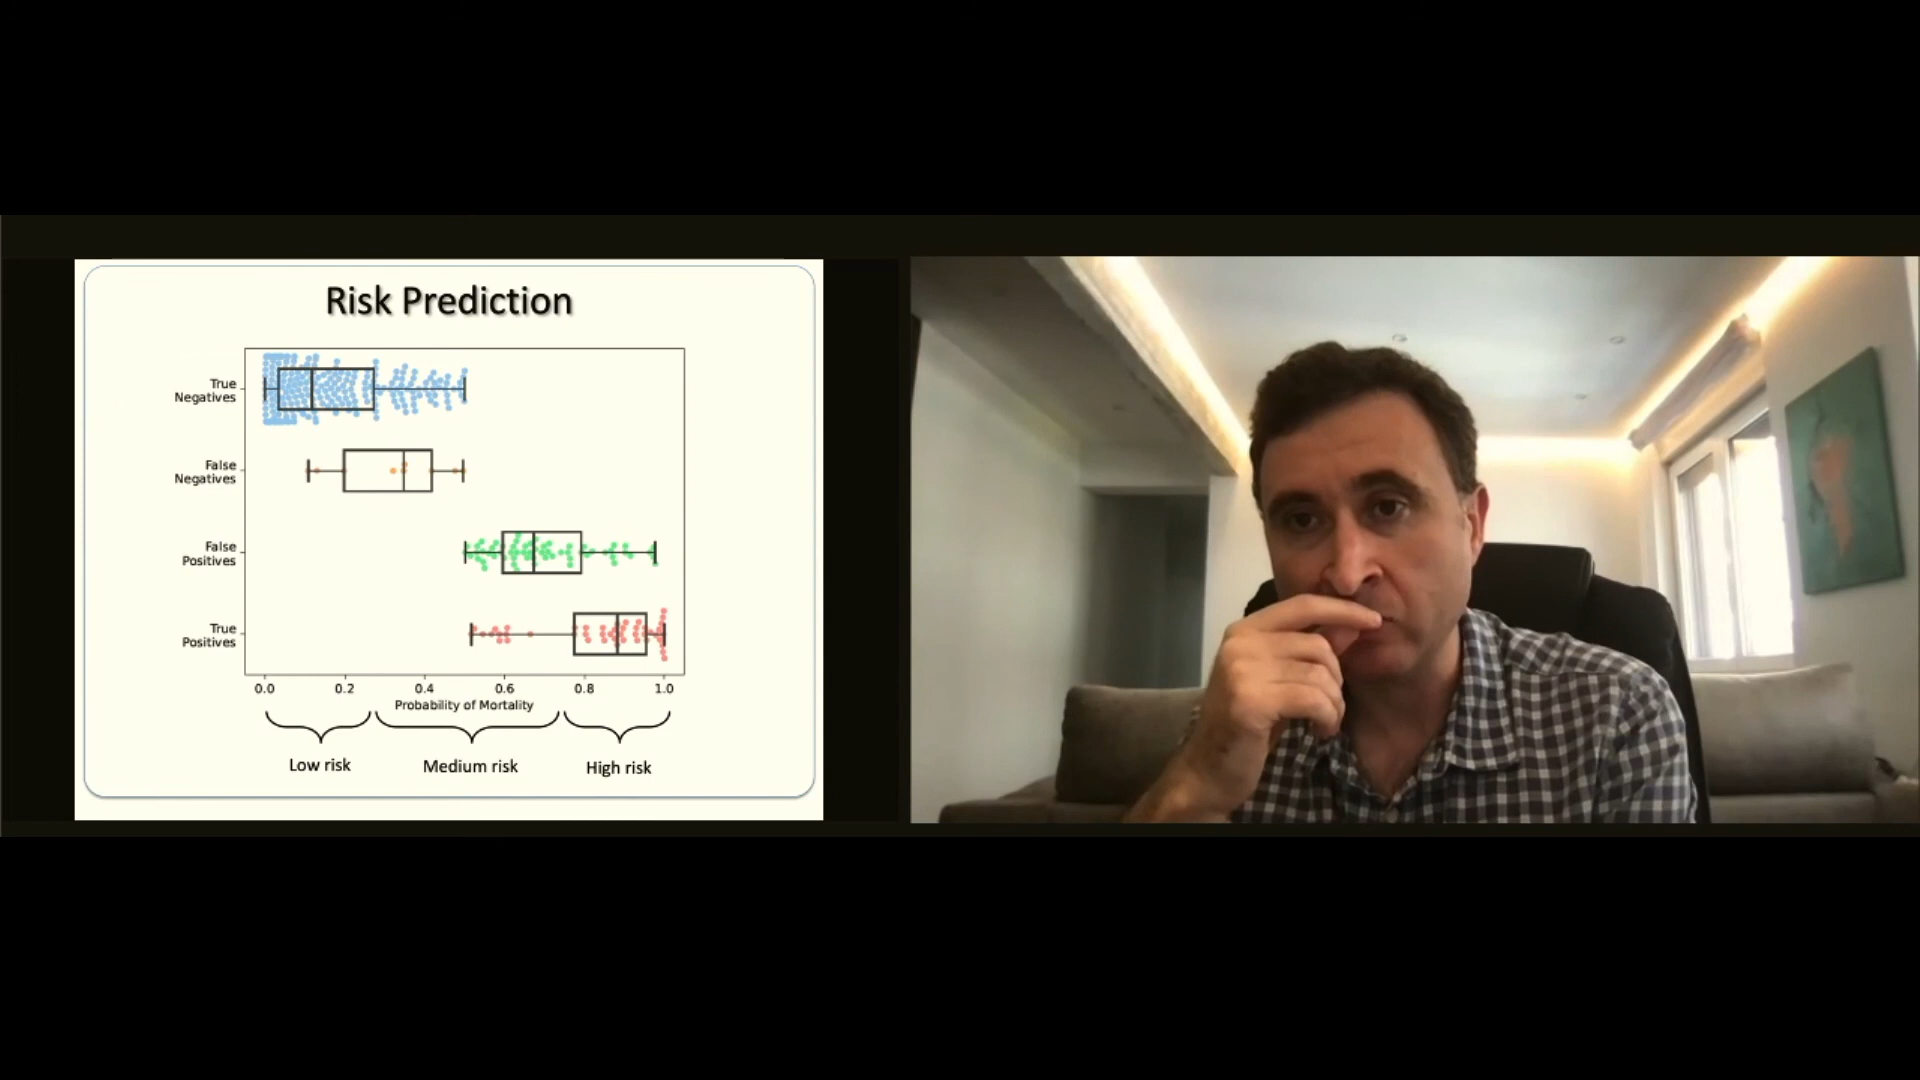 Risk Prediction
True
Negatives
False
Negatives
False
Positives
True
Positives
0.0 0.2 0.4 0.6 0.8 1.0
Probability of Mortality
Low risk Medium risk High risk